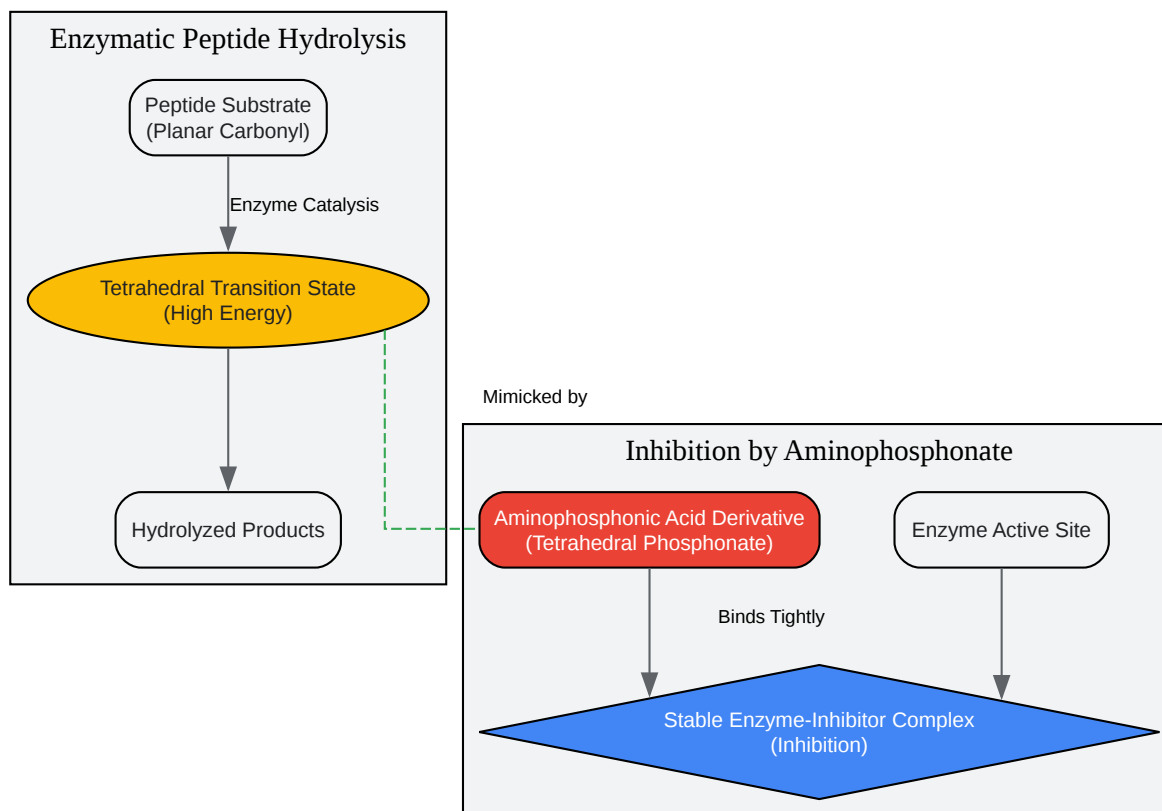 Enzymatic Peptide Hydrolysis
Peptide Substrate
(Planar Carbonyl)
Enzyme Catalysis
Tetrahedral Transition State
(High Energy)
Hydrolyzed Products
Mimicked by
Inhibition by Aminophosphonate
Aminophosphonic Acid Derivative
(Tetrahedral Phosphonate)
Enzyme Active Site
Binds Tightly
Stable Enzyme-Inhibitor Complex
(Inhibition)